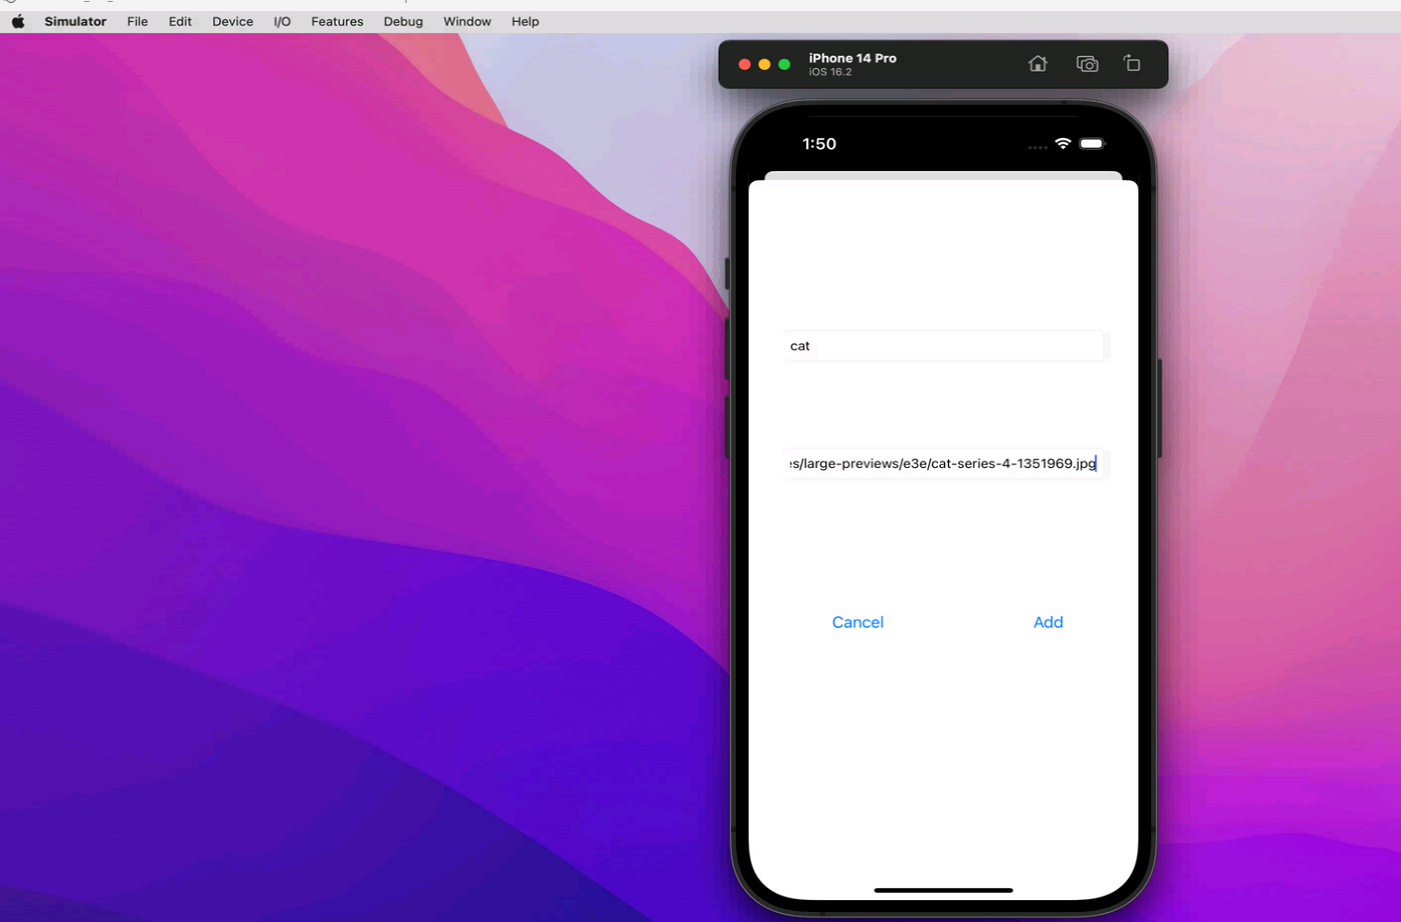 Simulator File Edit Device I/O Features Debug Window Help
iPhone 14 Pro
iOS 16.2
1:50
cat
es/large-previews/e3e/cat-series-4-1351969.jpg
Cancel Add